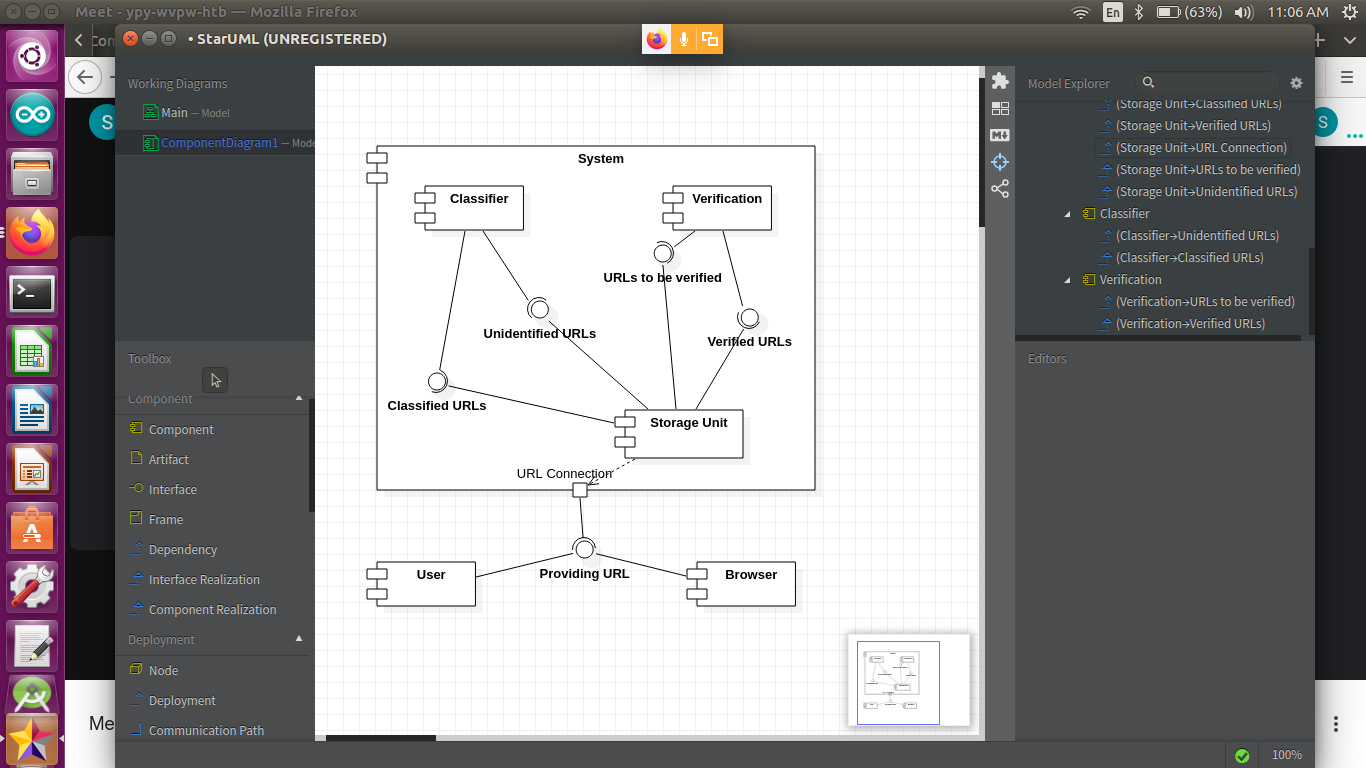 Meet - ypy-wvpw-htb — Mozilla Firefox
En
(63%)
11:06 AM
• StarUML (UNREGISTERED)
Working Diagrams
Main — Model
ComponentDiagram1 — Mode
Toolbox
Component
Component
Artifact
Interface
Frame
Dependency
Interface Realization
Component Realization
Deployment
Node
Deployment
Communication Path
System
Classifier
Verification
URLs to be verified
Unidentified URLs
Verified URLs
Classified URLs
Storage Unit
URL Connection
User
Providing URL
Browser
M
Model Explorer
(Storage Unit→Classified URLs)
(Storage Unit→Verified URLs)
(Storage Unit→URL Connection)
(Storage Unit→URLs to be verified)
(Storage Unit→Unidentified URLs)
Classifier
(Classifier→Unidentified URLs)
(Classifier→Classified URLs)
Verification
(Verification→URLs to be verified)
(Verification→Verified URLs)
Editors
100%
S
S
Me